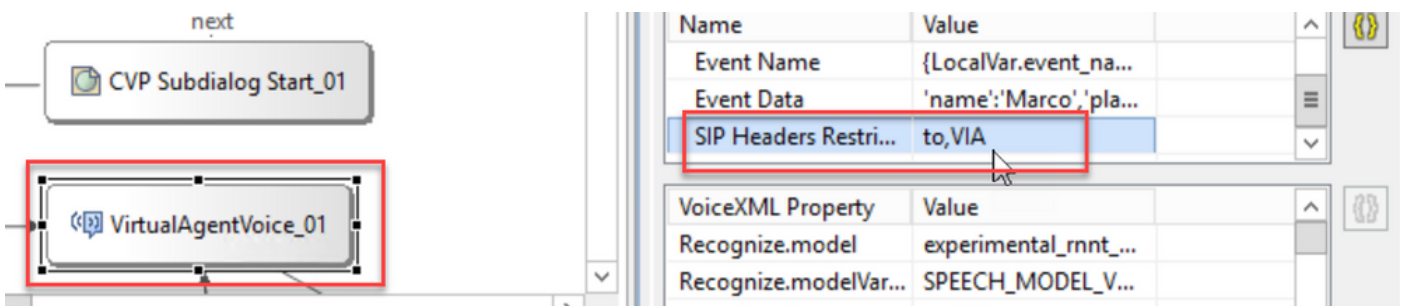 next
CVP Subdialog Start_01
VirtualAgentVoice_01
Name Value
Event Name {LocalVar.event_na...
Event Data 'name':'Marco','pla...
SIP Headers Restri... to,VIA
VoiceXML Property Value
Recognize.model experimental_rnnt_...
Recognize.modelVar... SPEECH_MODEL_V...